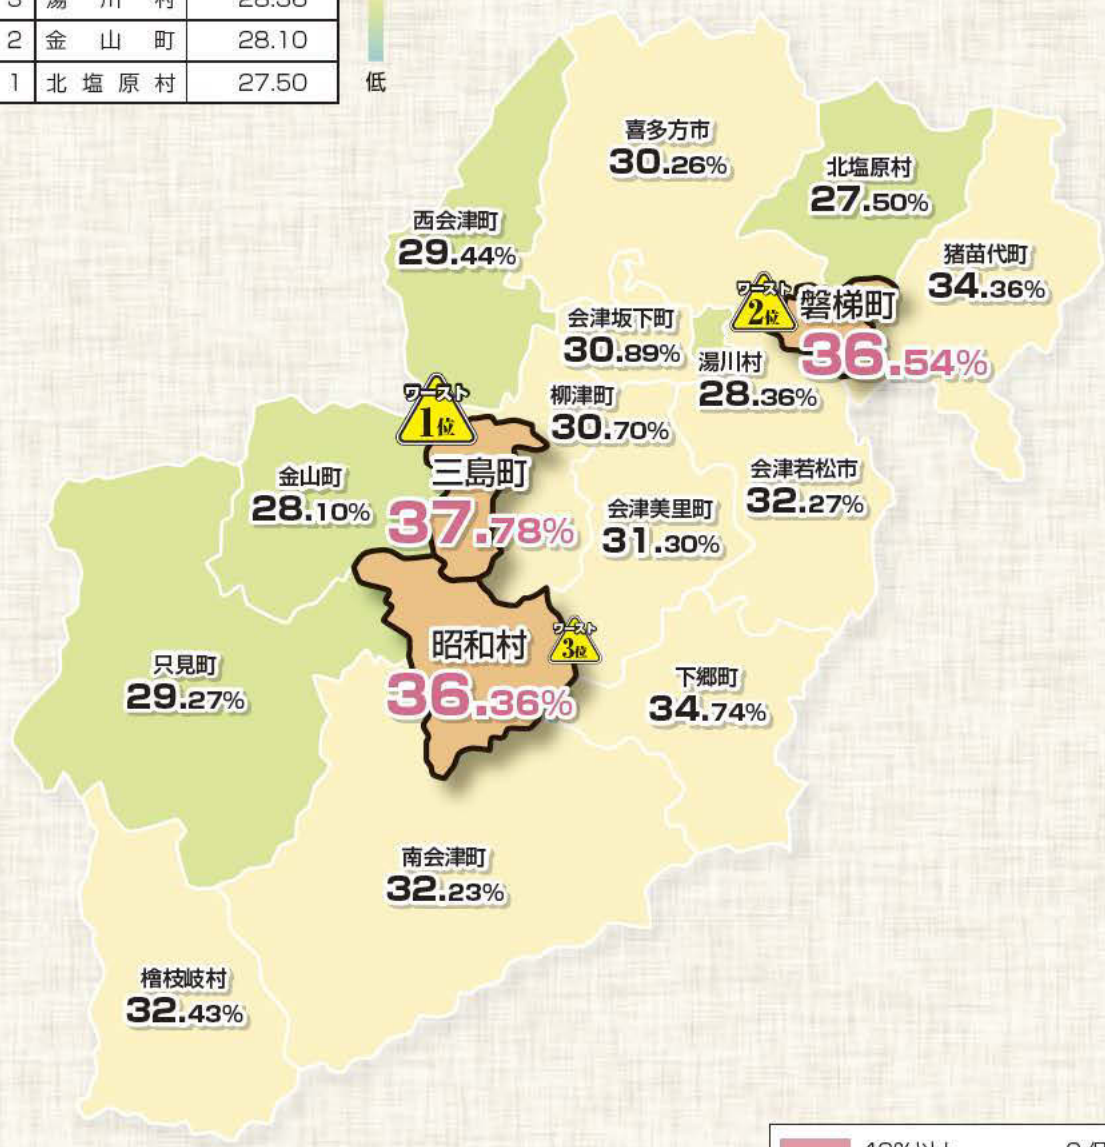 3 湯川村 28.36
2 金山町 28.10
1 北塩原村 27.50
低
喜多方市
30.26%
北塩原村
27.50%
西会津町
29.44%
猪苗代町
34.36%
ワースト
2位
磐梯町
36.54%
会津坂下町
30.89%
湯川村
28.36%
ワースト
1位
柳津町
30.70%
三島町
37.78%
金山町
28.10%
会津若松市
32.27%
会津美里町
31.30%
昭和村
36.36%
ワースト
3位
只見町
29.27%
下郷町
34.74%
南会津町
32.23%
檜枝岐村
32.43%